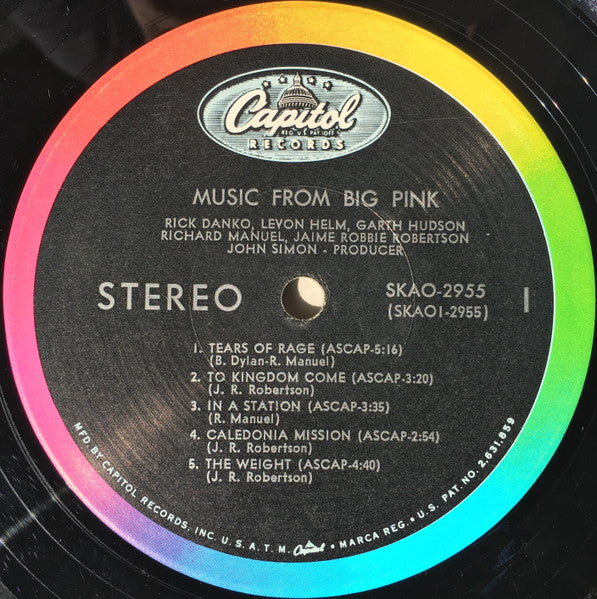 Capitol
REG. U.S. PAT. OFF.
RECORDS
MUSIC FROM BIG PINK
RICK DANKO, LEVON HELM, GARTH HUDSON
RICHARD MANUEL, JAIME ROBBIE ROBERTSON
JOHN SIMON - PRODUCER
STEREO
SKAO-2955
(SKAO1-2955)
1
1. TEARS OF RAGE (ASCAP-5:16)
(B. Dylan-R. Manuel)
2. TO KINGDOM COME (ASCAP-3:20)
(J. R. Robertson)
3. IN A STATION (ASCAP-3:35)
(R. Manuel)
4. CALEDONIA MISSION (ASCAP-2:54)
(J. R. Robertson)
5. THE WEIGHT (ASCAP-4:40)
(J. R. Robertson)
MFD. BY CAPITOL RECORDS, INC. U.S.A. T.M. Capitol • MARCA REG. • U.S. PAT. NO. 2,631,859